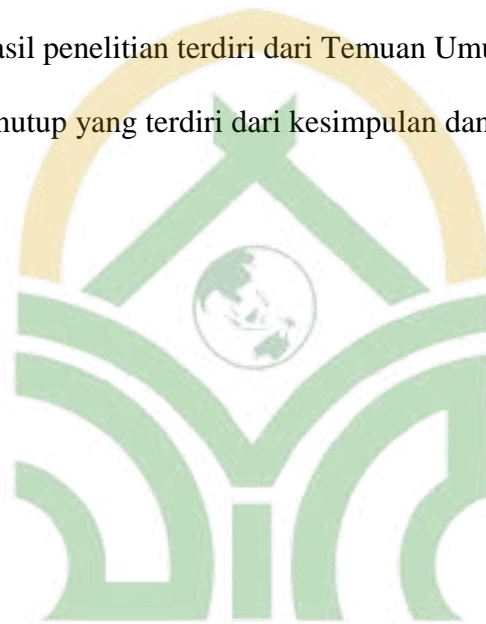 asil penelitian terdiri dari Temuan Umu
nutup yang terdiri dari kesimpulan dan